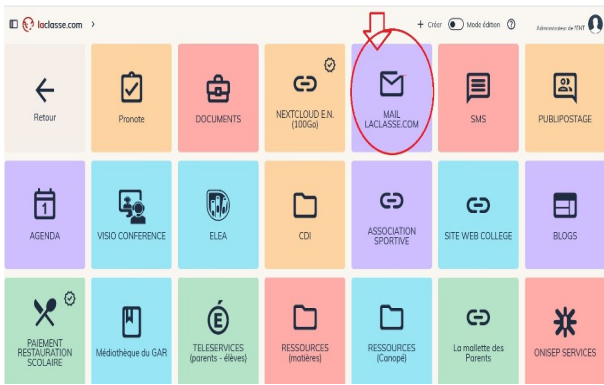 laclasse.com
+ Créer Mode édition Administrateur de l'ENT
Retour
Pronote
DOCUMENTS
NEXTCLOUD E.N.
(100Go)
MAIL
LACLASSE.COM
SMS
PUBLIPOSTAGE
1
AGENDA
VISIO CONFERENCE
ELEA
CDI
ASSOCIATION
SPORTIVE
SITE WEB COLLEGE
BLOGS
PAIEMENT
RESTAURATION
SCOLAIRE
Médiathèque du GAR
É
TELESERVICES
(parents - élèves)
RESSOURCES
(matières)
RESSOURCES
(Canopé)
La mallette des
Parents
ONISEP SERVICES